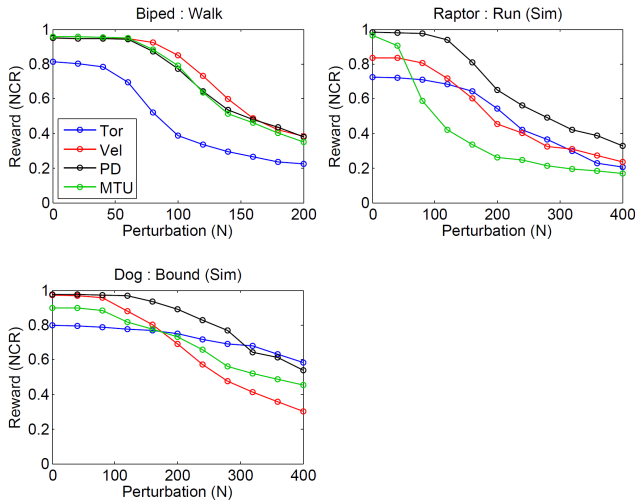 Biped : Walk
1
0.8
0.6
0.4
0.2
0
Reward (NCR)
Tor
Vel
PD
MTU
0 50 100 150 200
Perturbation (N)
Raptor : Run (Sim)
1
0.8
0.6
0.4
0.2
0
Reward (NCR)
0 100 200 300 400
Perturbation (N)
Dog : Bound (Sim)
1
0.8
0.6
0.4
0.2
0
Reward (NCR)
0 100 200 300 400
Perturbation (N)